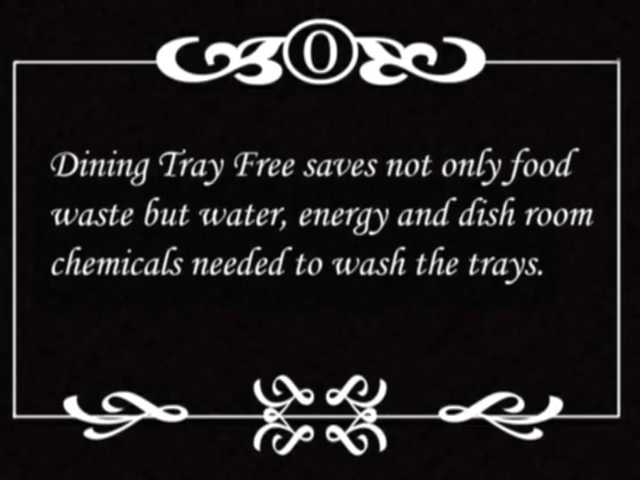 O
Dining Tray Free saves not only food
waste but water, energy and dish room
chemicals needed to wash the trays.